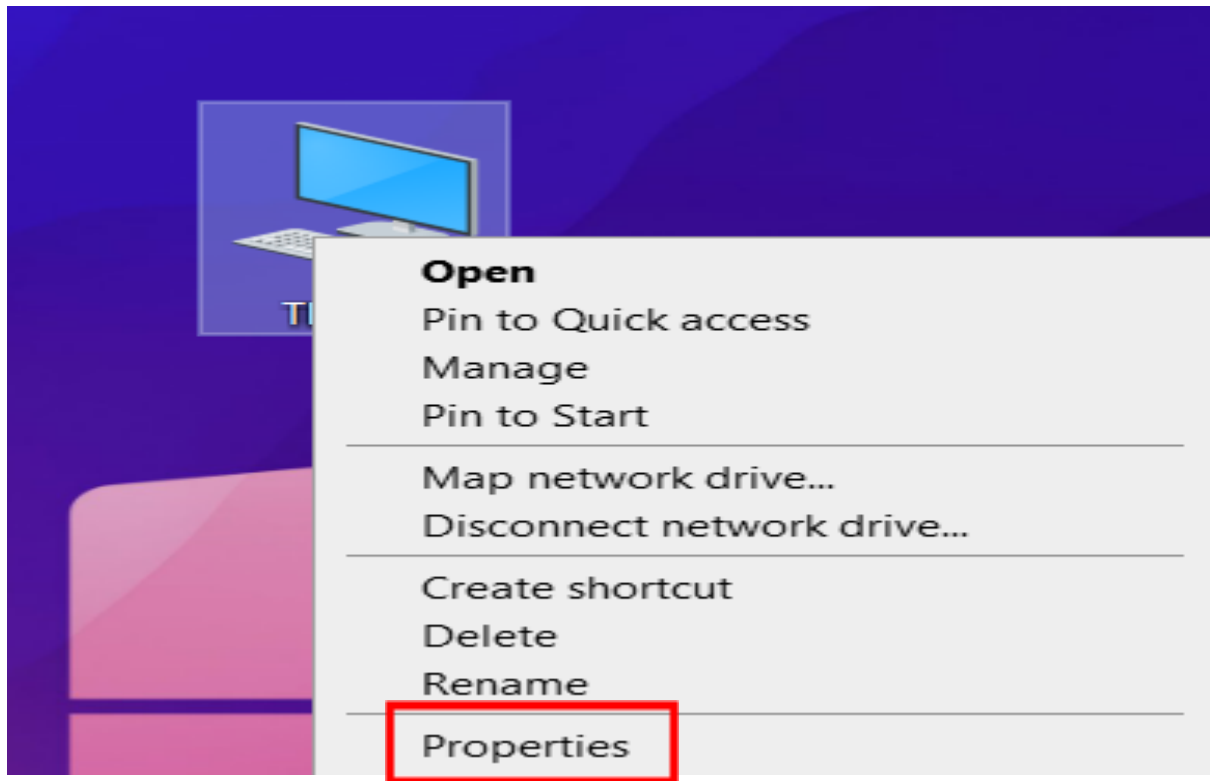 Open
Pin to Quick access
Manage
Pin to Start
Map network drive...
Disconnect network drive...
Create shortcut
Delete
Rename
Properties